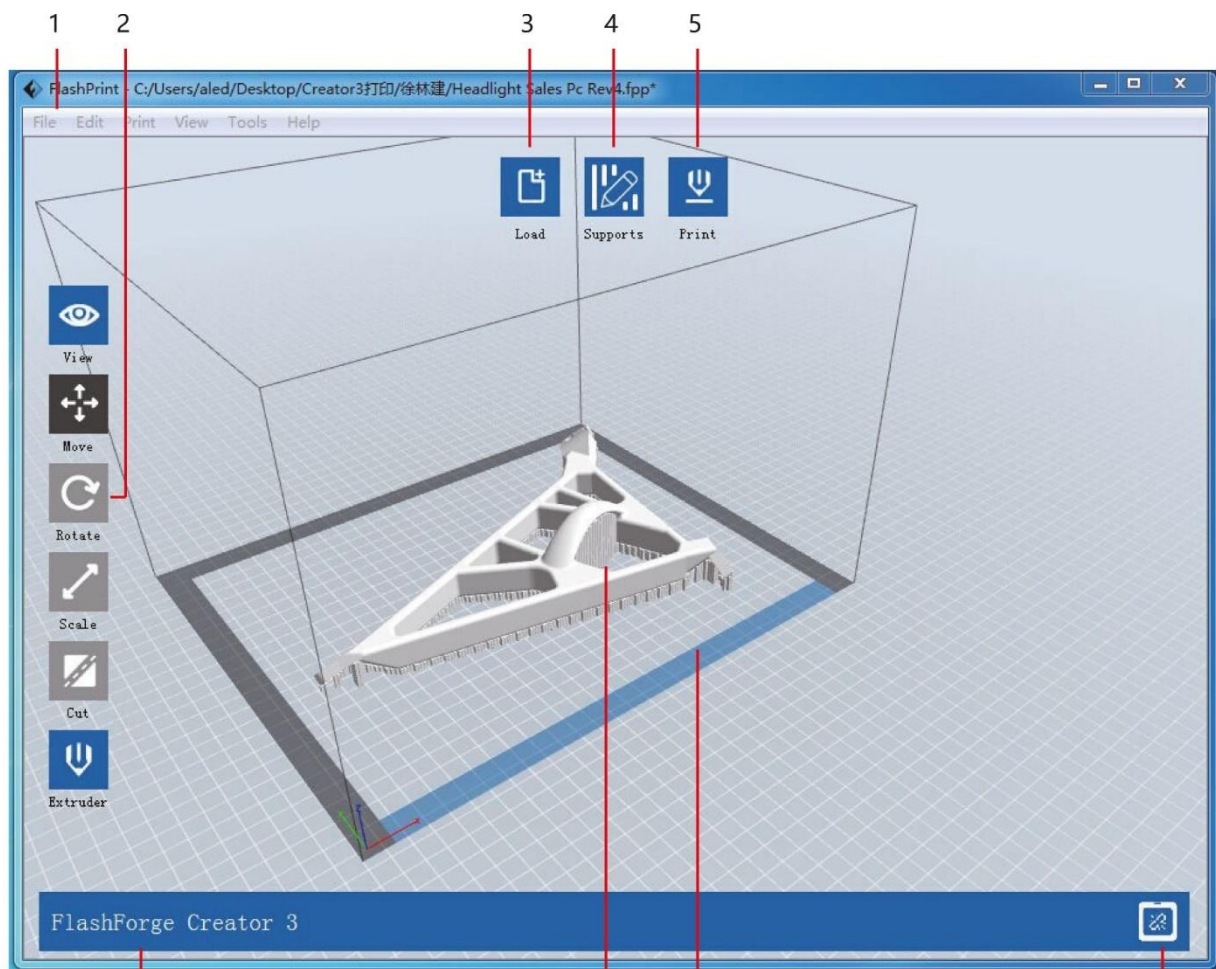 1 2 3 4 5
FlashPrint - C:/Users/aled/Desktop/Creator3打印/徐林建/Headlight Sales Pc Rev4.fpp*
File Edit Print View Tools Help
Load Supports Print
View
Move
Rotate
Scale
Cut
Extruder
z
x
FlashForge Creator 3